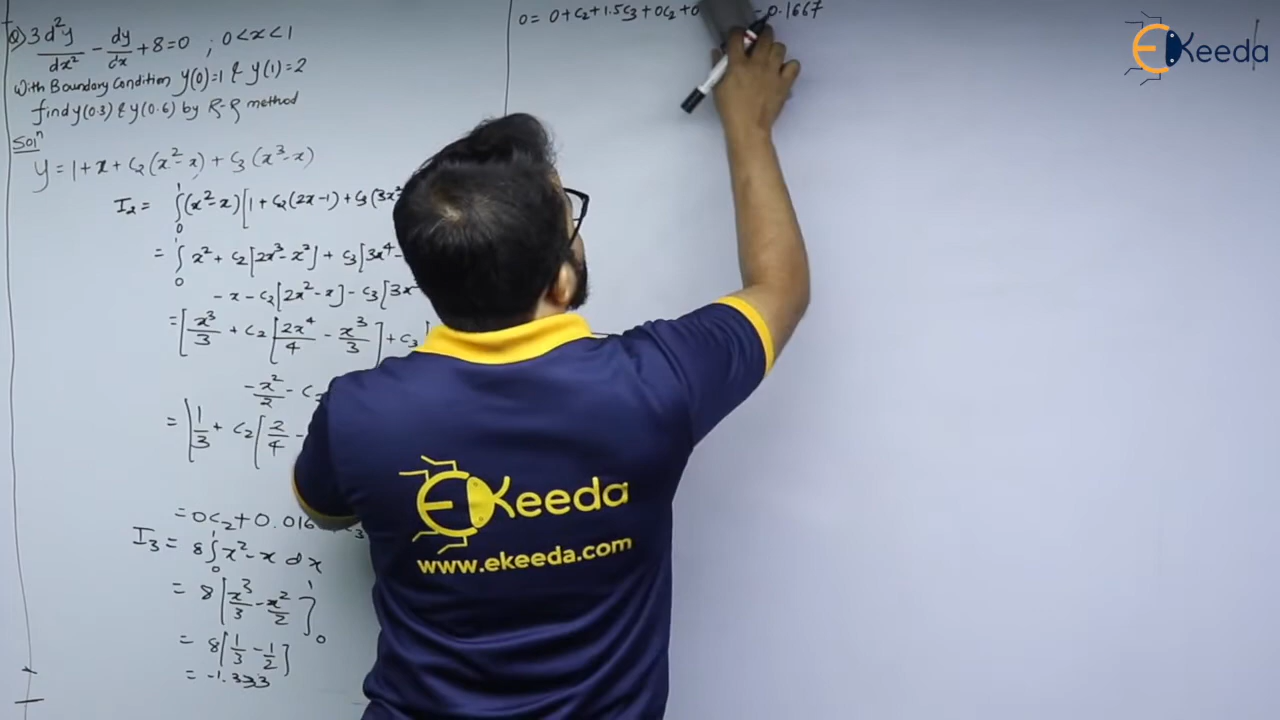 Q) 3 d²y/dx² - dy/dx + 8 = 0 ; 0 < x < 1
With Boundary Condition y(0)=1 & y(1)=2
find y(0.3) & y(0.6) by R-R method
Solⁿ
y = 1 + x + c₂(x² - x) + c₃(x³ - x)
I₂ = ∫₀¹ (x² - x)[1 + c₂(2x - 1) + c₃(3x²
= ∫₀¹ x² + c₂[2x³ - x²] + c₃[3x⁴
- x - c₂[2x² - x] - c₃[3x
= [x³/3 + c₂[2x⁴/4 - x³/3] + c₃[
- x²/2 - c₂
= [1/3 + c₂[2/4 -
= 0c₂ + 0.016 c₃
I₃ = 8∫₀¹ x² - x dx
= 8[x³/3 - x²/2]₀¹
= 8[1/3 - 1/2]
= -1.333
0 = 0 + c₂ + 1.5c₃ + 0c₂ + 0 - 0.1667
EKeeda
EKeeda
www.ekeeda.com